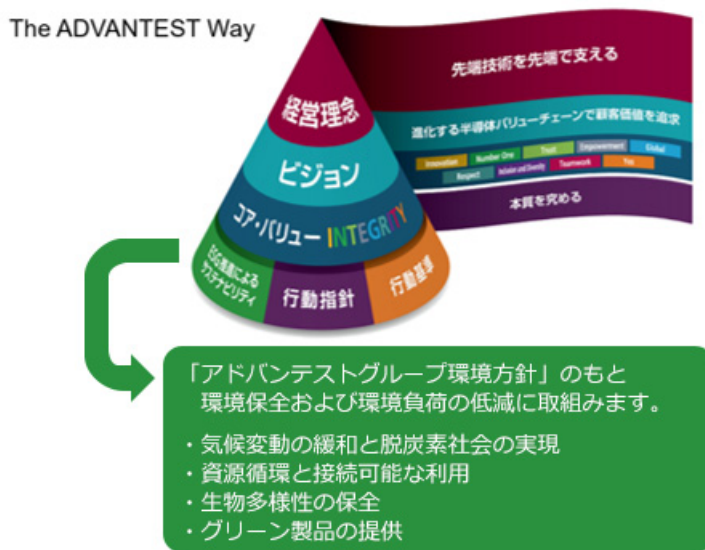 The ADVANTEST Way
経営理念
先端技術を先端で支える
ビジョン
進化する半導体バリューチェーンで顧客価値を追求
コア・バリュー INTEGRITY
Innovation Number One Trust Empowerment Global
Respect Inclusion and Diversity Teamwork Yes
本質を究める
ESG推進による
サステナビリティ
行動指針
行動基準
「アドバンテストグループ環境方針」のもと
環境保全および環境負荷の低減に取組みます。
・気候変動の緩和と脱炭素社会の実現
・資源循環と接続可能な利用
・生物多様性の保全
・グリーン製品の提供